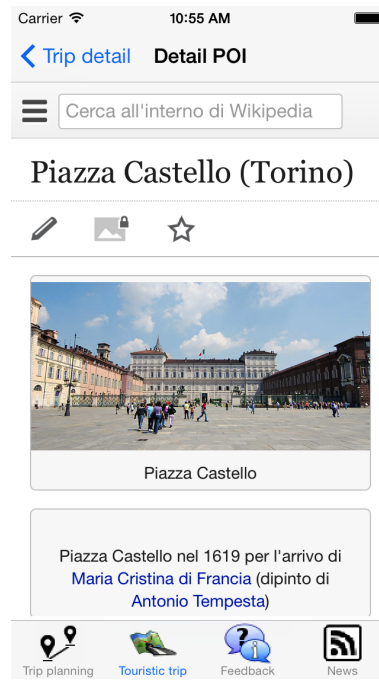 Carrier 10:55 AM
Trip detail Detail POI
Cerca all'interno di Wikipedia
Piazza Castello (Torino)
Piazza Castello
Piazza Castello nel 1619 per l'arrivo di
Maria Cristina di Francia (dipinto di
Antonio Tempesta)
Trip planning Touristic trip Feedback News